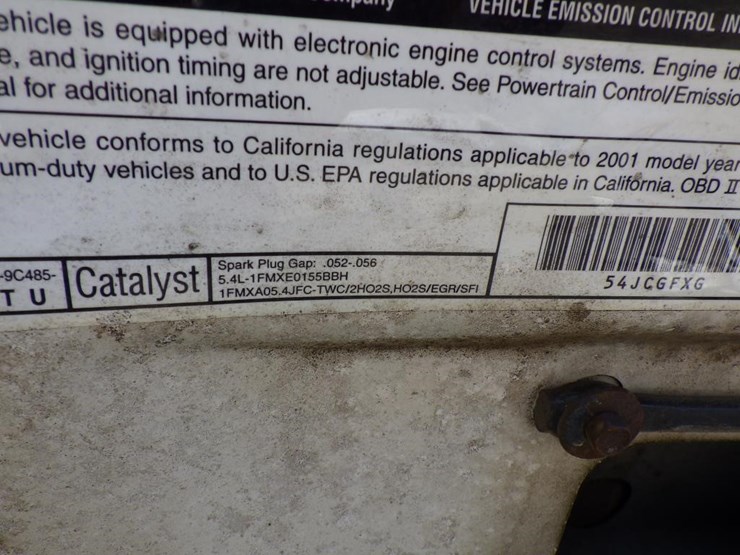 VEHICLE EMISSION CONTROL IN
ehicle is equipped with electronic engine control systems. Engine id
e, and ignition timing are not adjustable. See Powertrain Control/Emissio
al for additional information.
vehicle conforms to California regulations applicable to 2001 model year
um-duty vehicles and to U.S. EPA regulations applicable in California. OBD II
-9C485-
T U
Catalyst
Spark Plug Gap: .052-.056
5.4L-1FMXE0155BBH
1FMXA05.4JFC-TWC/2HO2S,HO2S/EGR/SFI
54JCGFXG